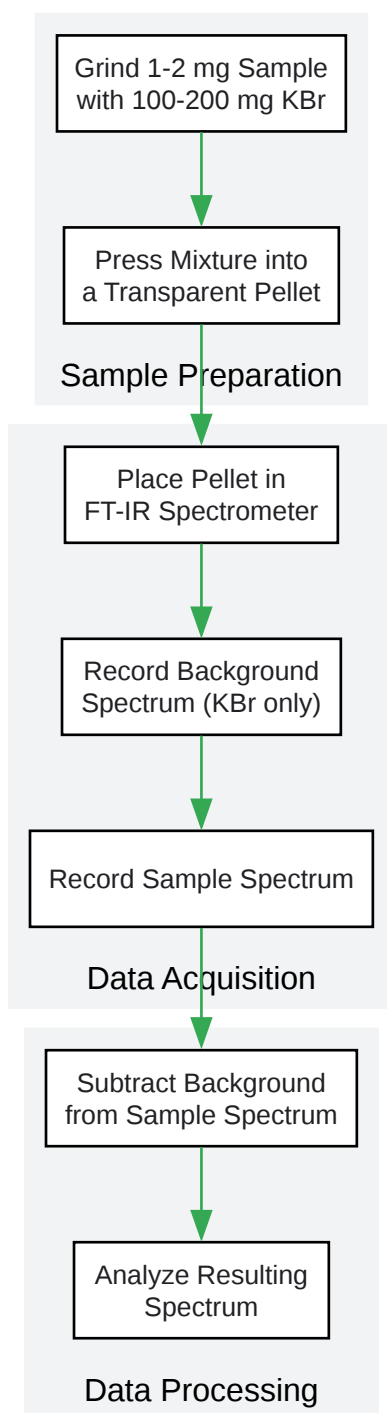 Grind 1-2 mg Sample
with 100-200 mg KBr
Press Mixture into
a Transparent Pellet
Sample Preparation
Place Pellet in
FT-IR Spectrometer
Record Background
Spectrum (KBr only)
Record Sample Spectrum
Data Acquisition
Subtract Background
from Sample Spectrum
Analyze Resulting
Spectrum
Data Processing